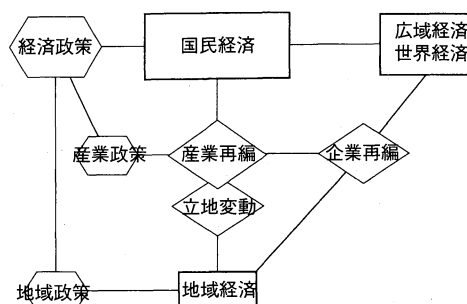 経済政策
国民経済
広域経済
世界経済
産業政策
産業再編
企業再編
立地変動
地域政策
地域経済